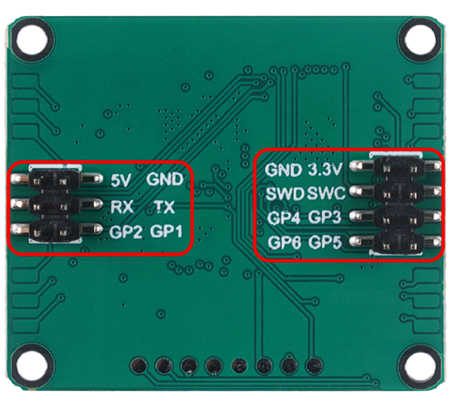 5V GND
RX TX
GP2 GP1
GND 3.3V
SWD SWC
GP4 GP3
GP6 GP5